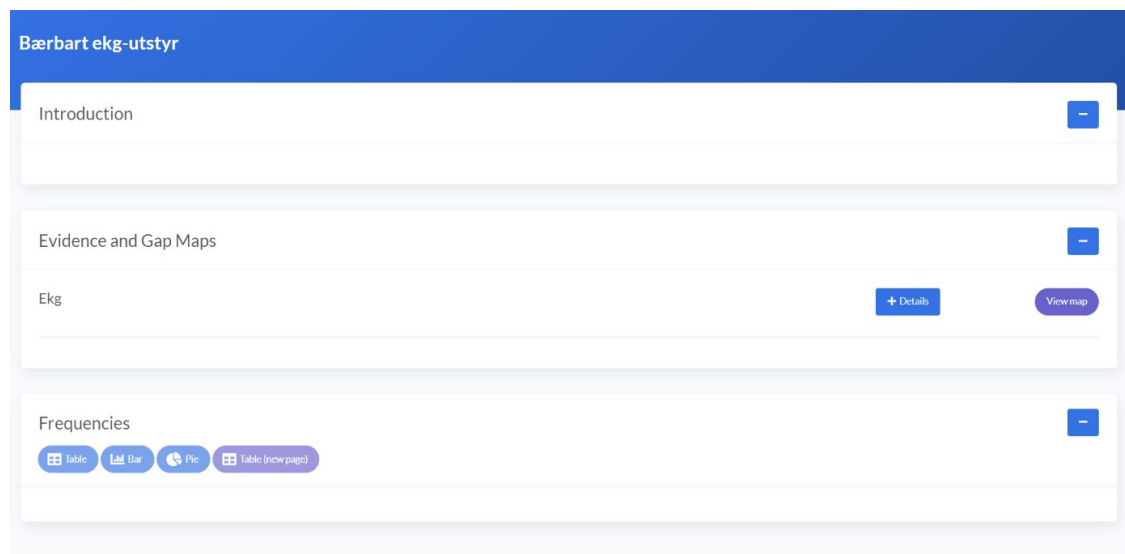 Bærbart ekg-utstyr
Introduction
Evidence and Gap Maps
Ekg
+ Details
View map
Frequencies
Table Bar Pie Table (new page)